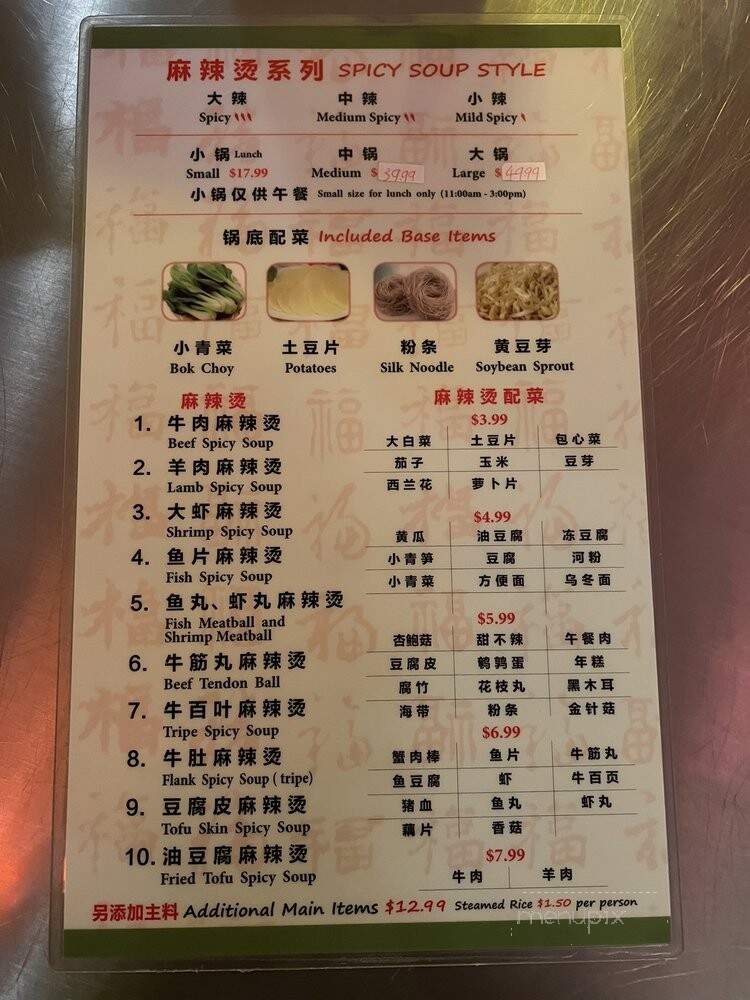 麻辣烫系列 SPICY SOUP STYLE
大辣 中辣 小辣
Spicy Medium Spicy Mild Spicy
小锅 Lunch 中锅 大锅
Small $17.99 Medium $39.99 Large $49.99
小锅仅供午餐 Small size for lunch only (11:00am - 3:00pm)
锅底配菜 Included Base Items
小青菜 土豆片 粉条 黄豆芽
Bok Choy Potatoes Silk Noodle Soybean Sprout
麻辣烫
1. 牛肉麻辣烫
Beef Spicy Soup
2. 羊肉麻辣烫
Lamb Spicy Soup
3. 大虾麻辣烫
Shrimp Spicy Soup
4. 鱼片麻辣烫
Fish Spicy Soup
5. 鱼丸、虾丸麻辣烫
Fish Meatball and
Shrimp Meatball
6. 牛筋丸麻辣烫
Beef Tendon Ball
7. 牛百叶麻辣烫
Tripe Spicy Soup
8. 牛肚麻辣烫
Flank Spicy Soup ( tripe)
9. 豆腐皮麻辣烫
Tofu Skin Spicy Soup
10. 油豆腐麻辣烫
Fried Tofu Spicy Soup
麻辣烫配菜
$3.99
大白菜 土豆片 包心菜
茄子 玉米 豆芽
西兰花 萝卜片
$4.99
黄瓜 油豆腐 冻豆腐
小青笋 豆腐 河粉
小青菜 方便面 乌冬面
$5.99
杏鲍菇 甜不辣 午餐肉
豆腐皮 鹌鹑蛋 年糕
腐竹 花枝丸 黑木耳
海带 粉条 金针菇
$6.99
蟹肉棒 鱼片 牛筋丸
鱼豆腐 虾 牛百页
猪血 鱼丸 虾丸
藕片 香菇
$7.99
牛肉 羊肉
另添加主料 Additional Main Items $12.99 Steamed Rice $1.50 per person
menupix